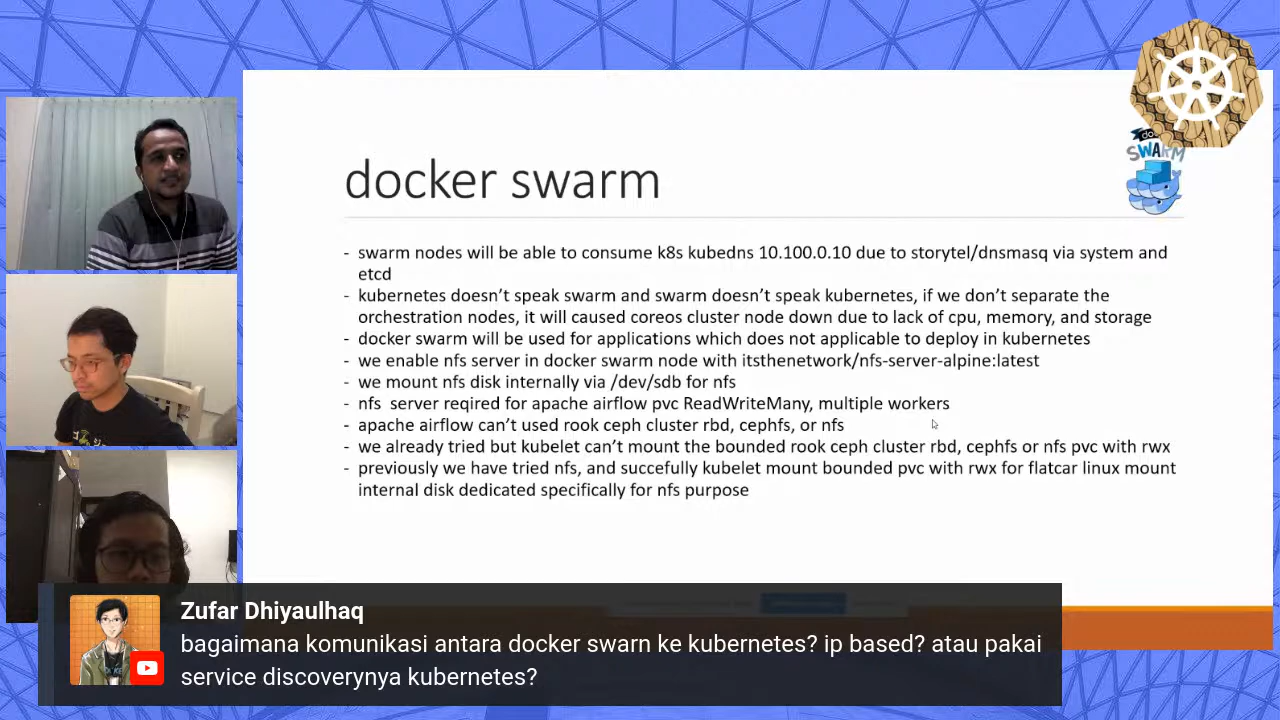 docker swarm
SWARM
- swarm nodes will be able to consume k8s kubedns 10.100.0.10 due to storytel/dnsmasq via system and
etcd
- kubernetes doesn't speak swarm and swarm doesn't speak kubernetes, if we don't separate the
orchestration nodes, it will caused coreos cluster node down due to lack of cpu, memory, and storage
- docker swarm will be used for applications which does not applicable to deploy in kubernetes
- we enable nfs server in docker swarm node with itsthenetwork/nfs-server-alpine:latest
- we mount nfs disk internally via /dev/sdb for nfs
- nfs server reqired for apache airflow pvc ReadWriteMany, multiple workers
- apache airflow can't used rook ceph cluster rbd, cephfs, or nfs
- we already tried but kubelet can't mount the bounded rook ceph cluster rbd, cephfs or nfs pvc with rwx
- previously we have tried nfs, and succefully kubelet mount bounded pvc with rwx for flatcar linux mount
internal disk dedicated specifically for nfs purpose
Zufar Dhiyaulhaq
bagaimana komunikasi antara docker swarn ke kubernetes? ip based? atau pakai
service discoverynya kubernetes?